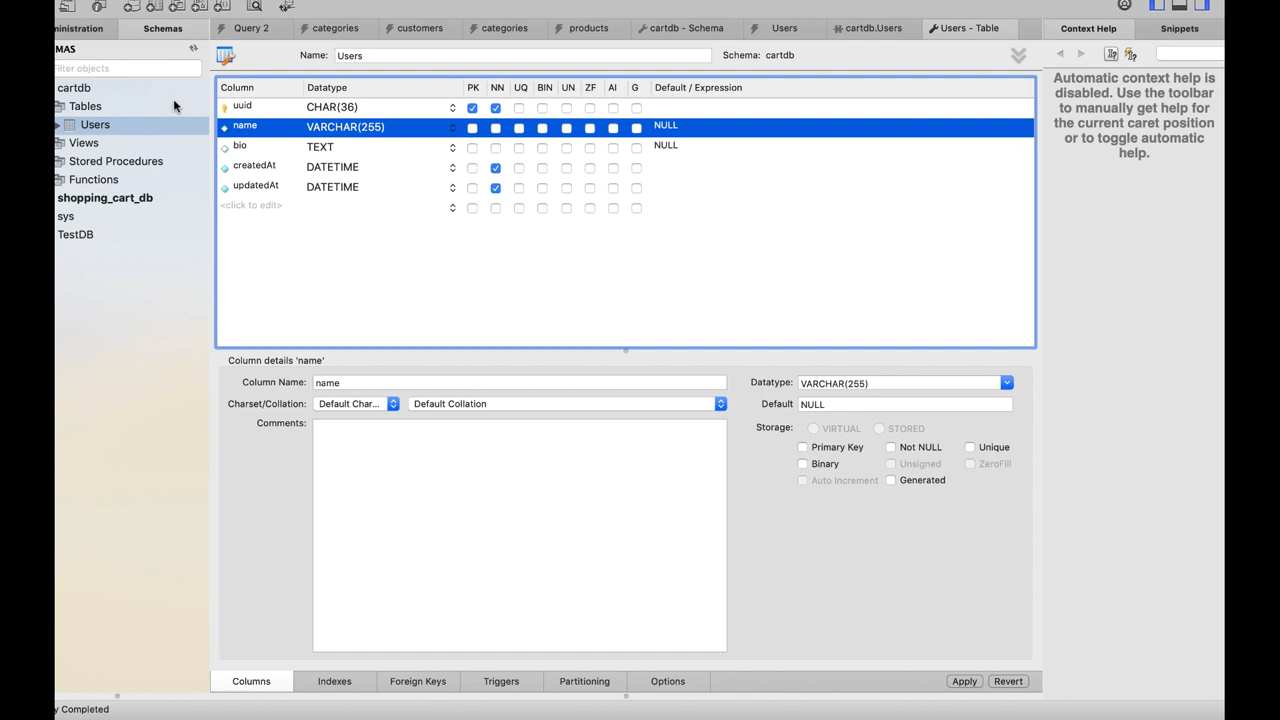 ministration
Schemas
Query 2
categories
customers
categories
products
cartdb - Schema
Users
cartdb.Users
Users - Table
Context Help
Snippets
MAS
Filter objects
cartdb
Tables
Users
Views
Stored Procedures
Functions
shopping_cart_db
sys
TestDB
Name: Users Schema: cartdb
Column Datatype PK NN UQ BIN UN ZF AI G Default / Expression
uuid CHAR(36)
name VARCHAR(255) NULL
bio TEXT NULL
createdAt DATETIME
updatedAt DATETIME
<click to edit>
Column details 'name'
Column Name: name
Charset/Collation: Default Char... Default Collation
Comments:
Datatype: VARCHAR(255)
Default NULL
Storage: VIRTUAL STORED
Primary Key Not NULL Unique
Binary Unsigned ZeroFill
Auto Increment Generated
Columns Indexes Foreign Keys Triggers Partitioning Options Apply Revert
Automatic context help is
disabled. Use the toolbar
to manually get help for
the current caret position
or to toggle automatic
help.
y Completed